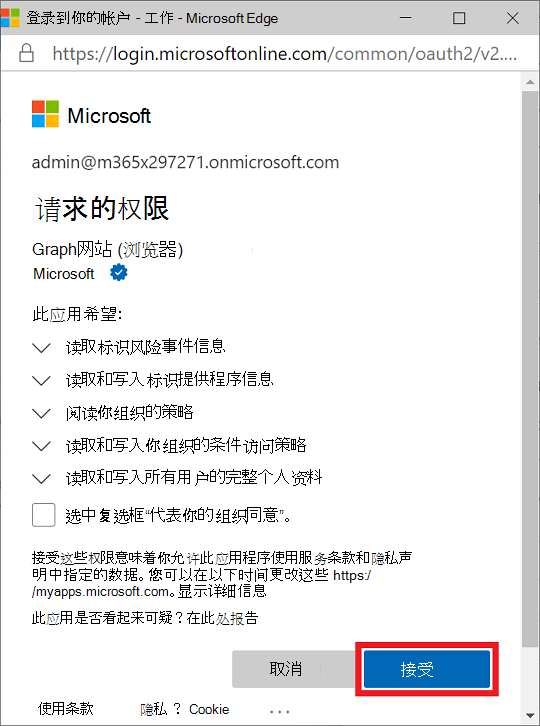 登录到你的帐户 - 工作 - Microsoft Edge
https://login.microsoftonline.com/common/oauth2/v2....
Microsoft
admin@m365x297271.onmicrosoft.com
请求的权限
Graph网站 (浏览器)
Microsoft
此应用希望:
读取标识风险事件信息
读取和写入标识提供程序信息
阅读你组织的策略
读取和写入你组织的条件访问策略
读取和写入所有用户的完整个人资料
选中复选框“代表你的组织同意”。
接受这些权限意味着你允许此应用程序使用服务条款和隐私声
明中指定的数据。您可以在以下时间更改这些 https:/
/myapps.microsoft.com。显示详细信息
此应用是否看起来可疑？在此处报告
取消
接受
使用条款 隐私 ？ Cookie ...